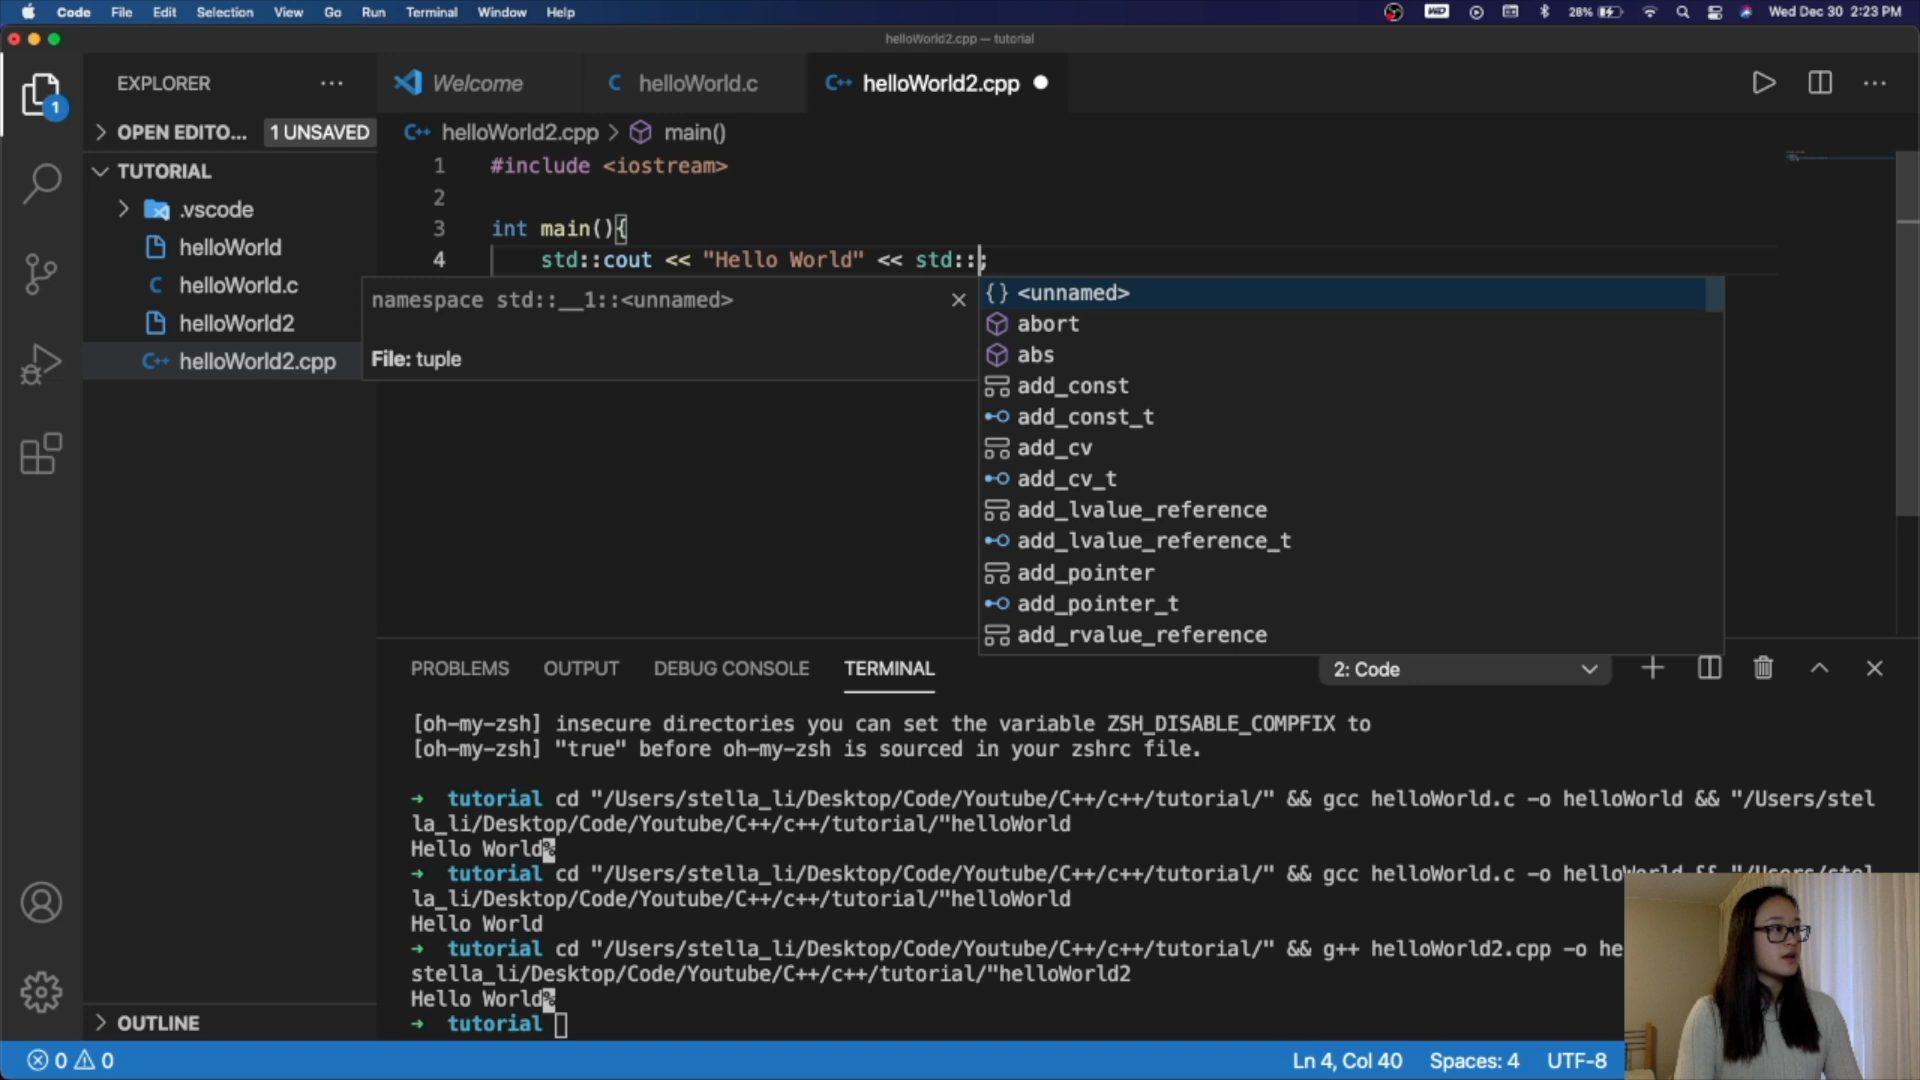 Code File Edit Selection View Go Run Terminal Window Help
28% Wed Dec 30 2:23 PM
helloWorld2.cpp — tutorial
EXPLORER
Welcome
helloWorld.c
helloWorld2.cpp
OPEN EDITO... 1 UNSAVED
helloWorld2.cpp > main()
TUTORIAL
.vscode
helloWorld
helloWorld.c
helloWorld2
helloWorld2.cpp
1 #include <iostream>
2
3 int main(){
4 std::cout << "Hello World" << std::;
namespace std::__1::<unnamed>
File: tuple
{} <unnamed>
abort
abs
add_const
add_const_t
add_cv
add_cv_t
add_lvalue_reference
add_lvalue_reference_t
add_pointer
add_pointer_t
add_rvalue_reference
PROBLEMS OUTPUT DEBUG CONSOLE TERMINAL 2: Code
[oh-my-zsh] insecure directories you can set the variable ZSH_DISABLE_COMPFIX to
[oh-my-zsh] "true" before oh-my-zsh is sourced in your zshrc file.
→ tutorial cd "/Users/stella_li/Desktop/Code/Youtube/C++/c++/tutorial/" && gcc helloWorld.c -o helloWorld && "/Users/stel
la_li/Desktop/Code/Youtube/C++/c++/tutorial/"helloWorld
Hello World%
→ tutorial cd "/Users/stella_li/Desktop/Code/Youtube/C++/c++/tutorial/" && gcc helloWorld.c -o helloWorld && "/Users/stel
la_li/Desktop/Code/Youtube/C++/c++/tutorial/"helloWorld
Hello World
→ tutorial cd "/Users/stella_li/Desktop/Code/Youtube/C++/c++/tutorial/" && g++ helloWorld2.cpp -o he
stella_li/Desktop/Code/Youtube/C++/c++/tutorial/"helloWorld2
Hello World%
→ tutorial
OUTLINE
1
0 0
Ln 4, Col 40 Spaces: 4 UTF-8